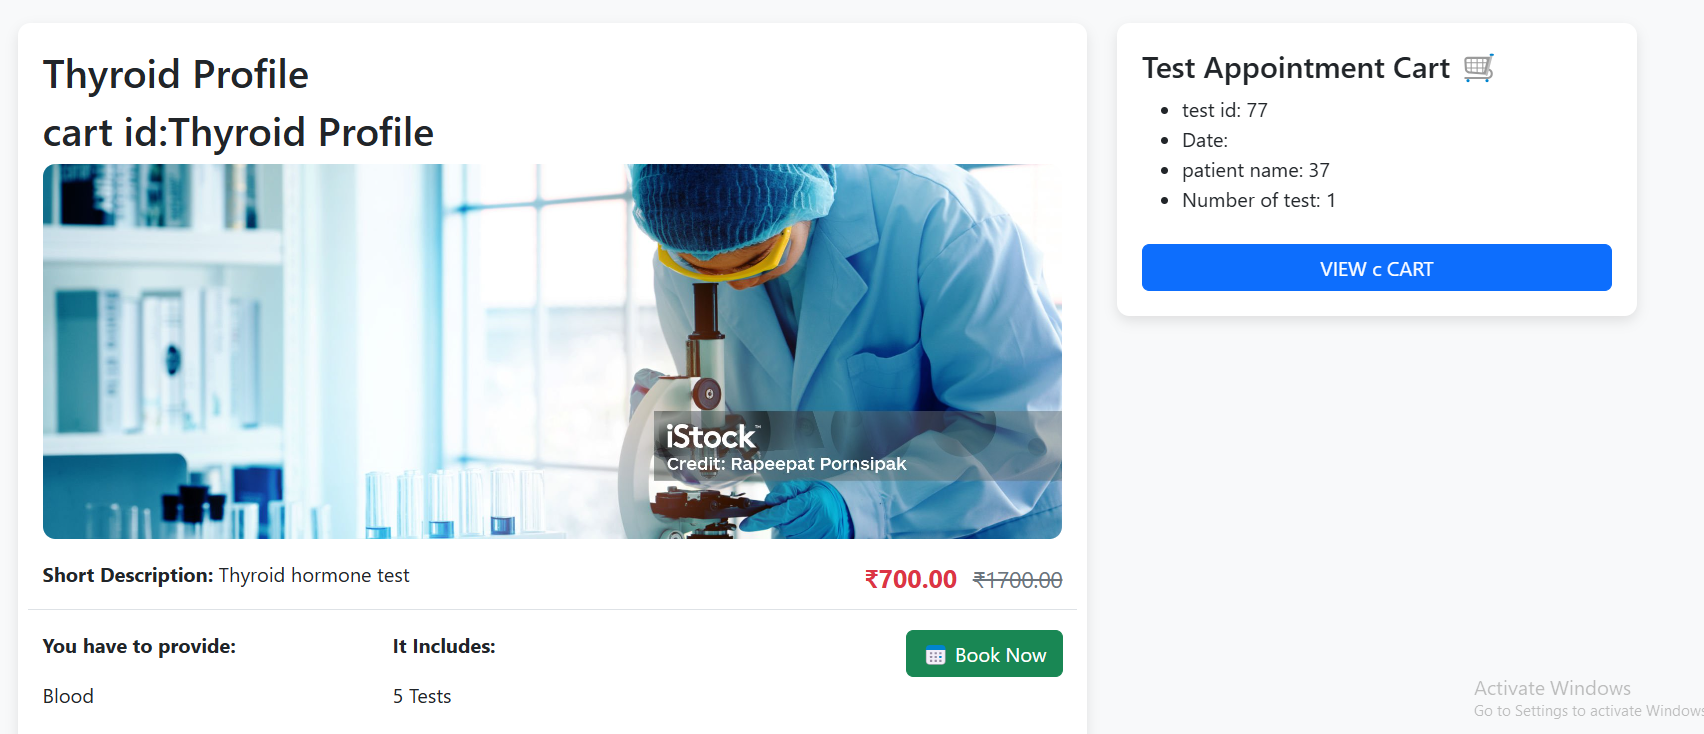 Thyroid Profile
cart id:Thyroid Profile
iStock™
Credit: Rapeepat Pornsipak
Short Description: Thyroid hormone test
₹700.00 ₹1700.00
You have to provide:
It Includes:
Book Now
Blood
5 Tests
Test Appointment Cart
test id: 77
Date:
patient name: 37
Number of test: 1
VIEW c CART
Activate Windows
Go to Settings to activate Windows